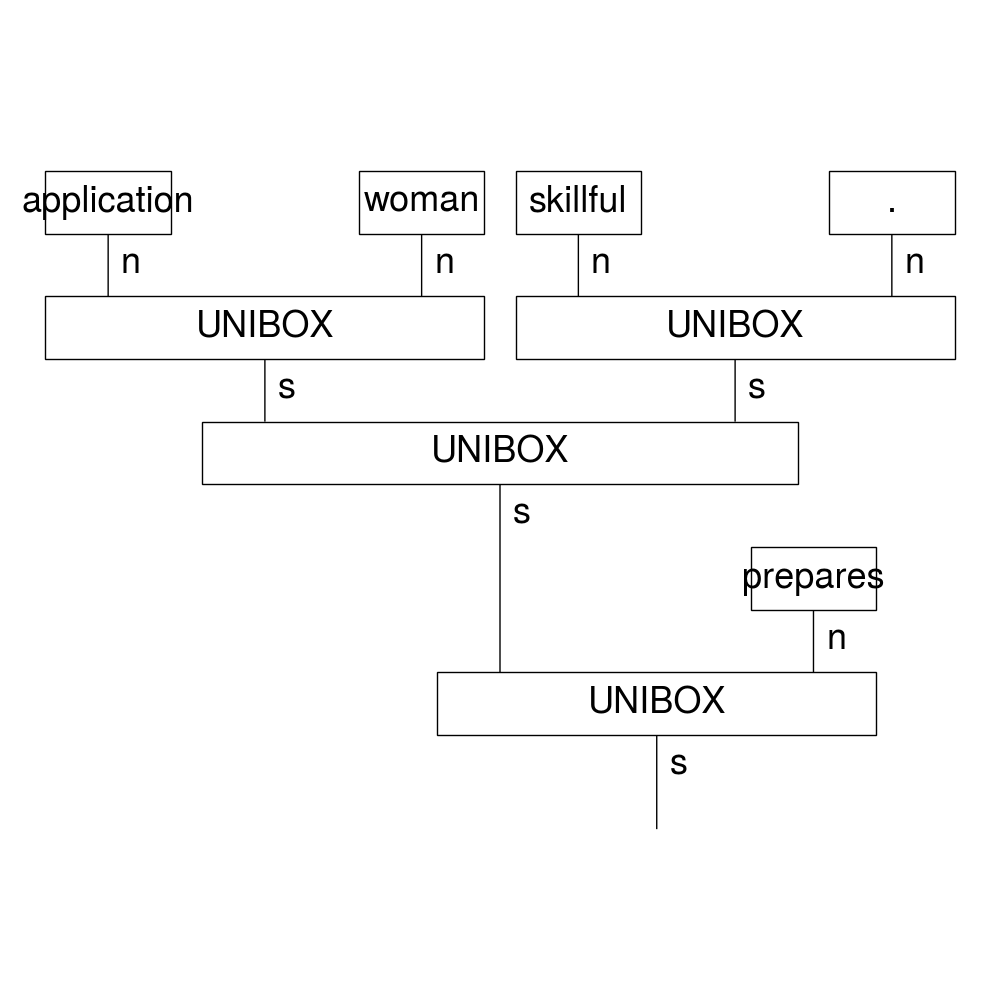 application woman skillful .
n n n n
UNIBOX UNIBOX
s s
UNIBOX
s
prepares
n
UNIBOX
s